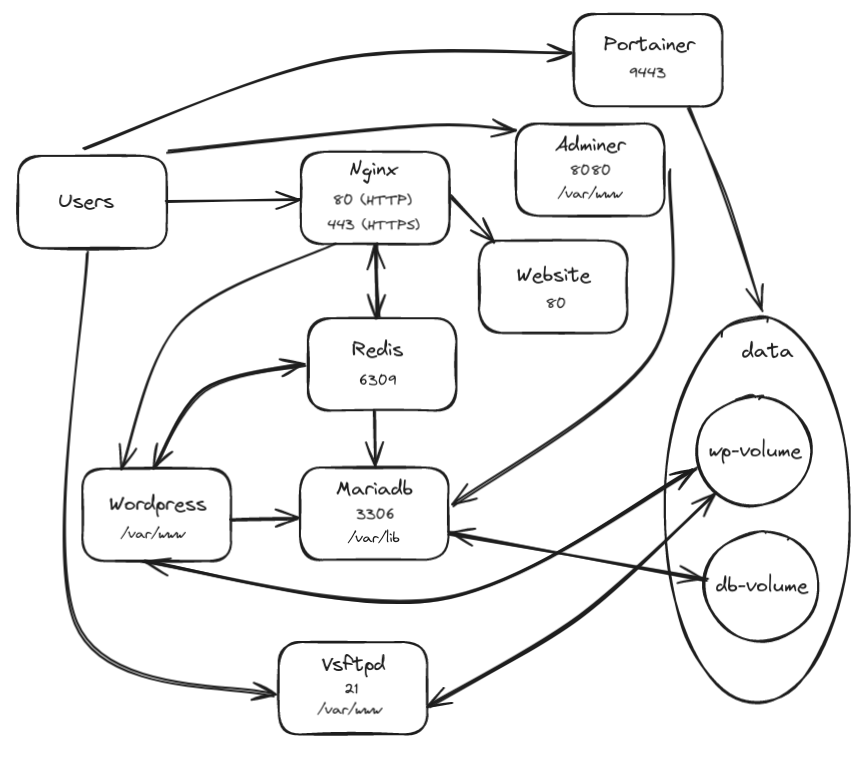 Portainer
9443
Adminer
8080
/var/www
Nginx
80 (HTTP)
443 (HTTPS)
Users
Website
80
Redis
6309
data
wp-volume
Wordpress
/var/www
Mariadb
3306
/var/lib
db-volume
Vsftpd
21
/var/www